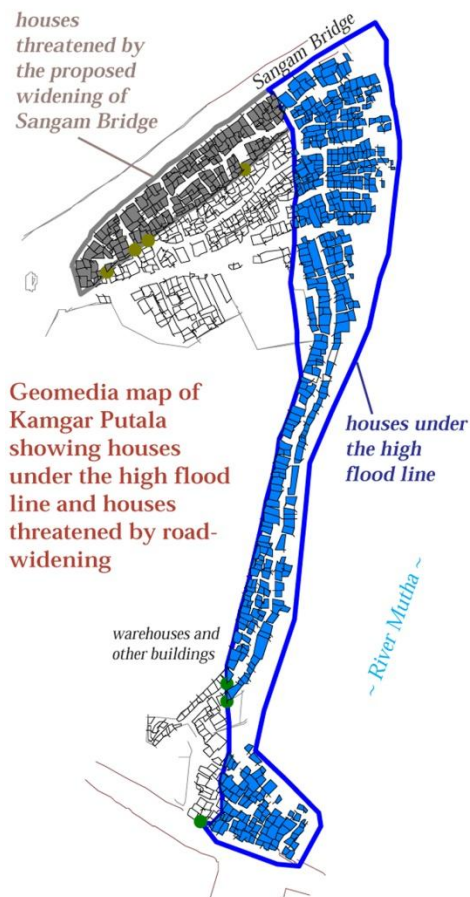 houses
threatened by
the proposed
widening of
Sangam Bridge
Sangam Bridge
Geomedia map of
Kamgar Putala
showing houses
under the high flood
line and houses
threatened by road-
widening
houses under
the high flood
line
warehouses and
other buildings
~ River Mutha ~